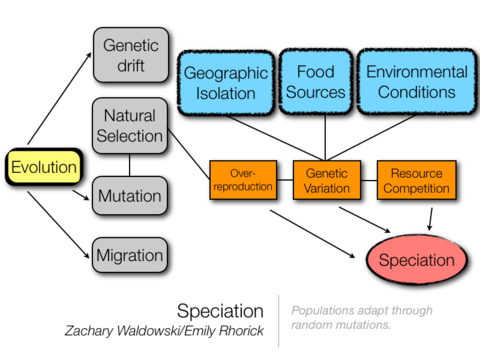 Genetic
drift
Geographic
Isolation
Food
Sources
Environmental
Conditions
Natural
Selection
Evolution
Over-
reproduction
Genetic
Variation
Resource
Competition
Mutation
Migration
Speciation
Speciation
Zachary Waldowski/Emily Rhorick
Populations adapt through
random mutations.